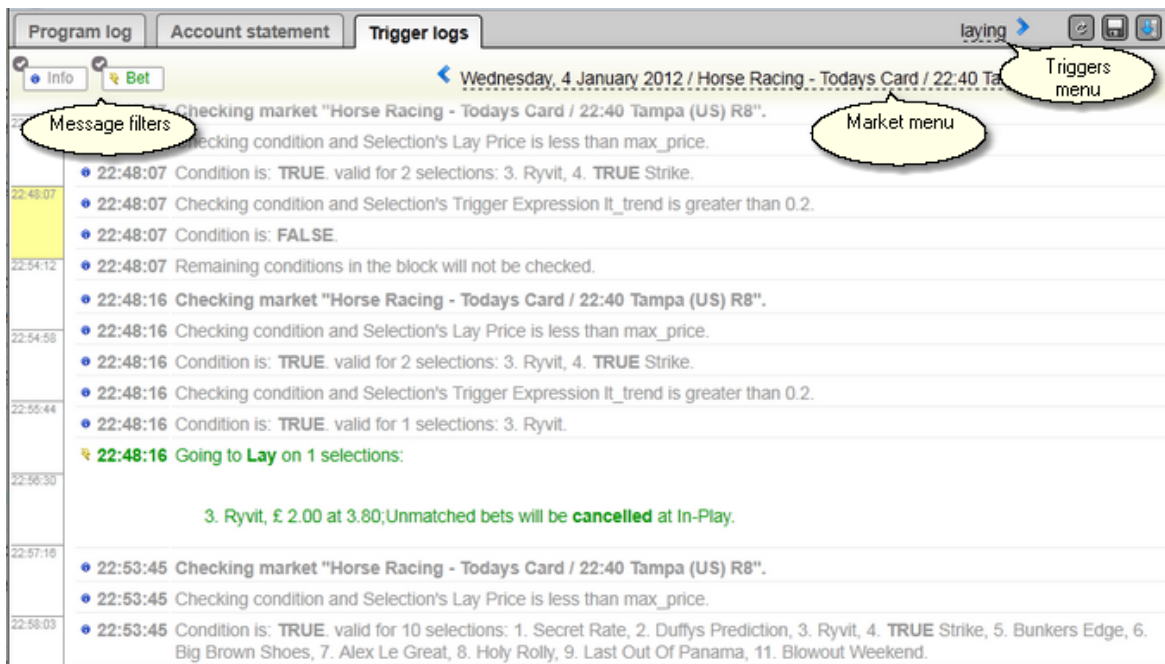 Program log
Account statement
Trigger logs
laying
Triggers menu
Info
Bet
Wednesday, 4 January 2012 / Horse Racing - Todays Card / 22:40
Message filters
Market menu
Checking market "Horse Racing - Todays Card / 22:40 Tampa (US) R8".
checking condition and Selection's Lay Price is less than max_price.
22:48:07 Condition is: TRUE. valid for 2 selections: 3. Ryvit, 4. TRUE Strike.
22:48:07
22:48:07 Checking condition and Selection's Trigger Expression lt_trend is greater than 0.2.
22:48:07 Condition is: FALSE.
22:54:12
22:48:07 Remaining conditions in the block will not be checked.
22:48:16 Checking market "Horse Racing - Todays Card / 22:40 Tampa (US) R8".
22:54:58
22:48:16 Checking condition and Selection's Lay Price is less than max_price.
22:48:16 Condition is: TRUE. valid for 2 selections: 3. Ryvit, 4. TRUE Strike.
22:48:16 Checking condition and Selection's Trigger Expression lt_trend is greater than 0.2.
22:55:44
22:48:16 Condition is: TRUE. valid for 1 selections: 3. Ryvit.
22:48:16 Going to Lay on 1 selections:
22:56:30
3. Ryvit, £ 2.00 at 3.80;Unmatched bets will be cancelled at In-Play.
22:57:16
22:53:45 Checking market "Horse Racing - Todays Card / 22:40 Tampa (US) R8".
22:53:45 Checking condition and Selection's Lay Price is less than max_price.
22:58:03
22:53:45 Condition is: TRUE. valid for 10 selections: 1. Secret Rate, 2. Duffys Prediction, 3. Ryvit, 4. TRUE Strike, 5. Bunkers Edge, 6.
Big Brown Shoes, 7. Alex Le Great, 8. Holy Rolly, 9. Last Out Of Panama, 11. Blowout Weekend.